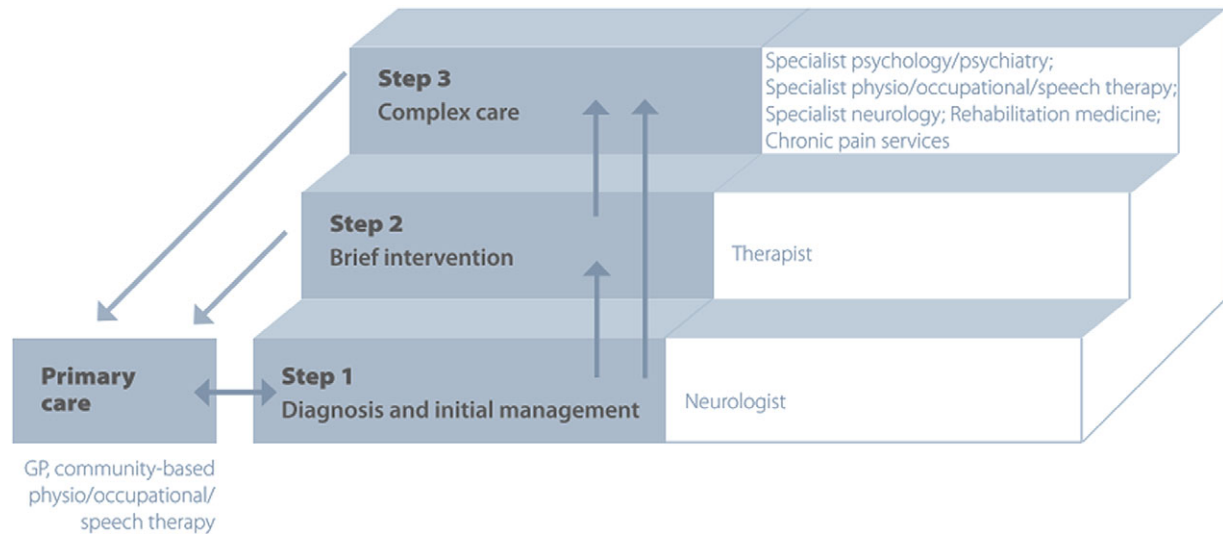 Step 3
Complex care
Specialist psychology/psychiatry;
Specialist physio/occupational/speech therapy;
Specialist neurology; Rehabilitation medicine;
Chronic pain services
Step 2
Brief intervention
Therapist
Primary
care
Step 1
Diagnosis and initial management
Neurologist
GP, community-based
physio/occupational/
speech therapy